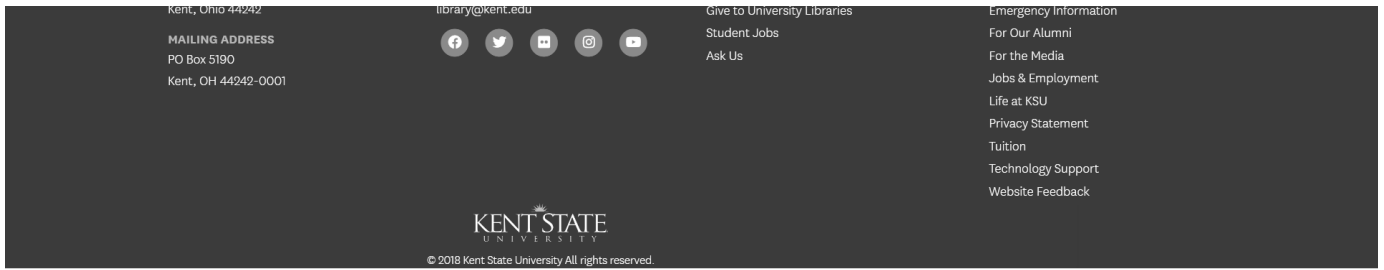 Kent, Ohio 44242
MAILING ADDRESS
PO Box 5190
Kent, OH 44242-0001
library@kent.edu
Give to University Libraries
Student Jobs
Ask Us
Emergency Information
For Our Alumni
For the Media
Jobs & Employment
Life at KSU
Privacy Statement
Tuition
Technology Support
Website Feedback
KENT STATE
UNIVERSITY
© 2018 Kent State University All rights reserved.